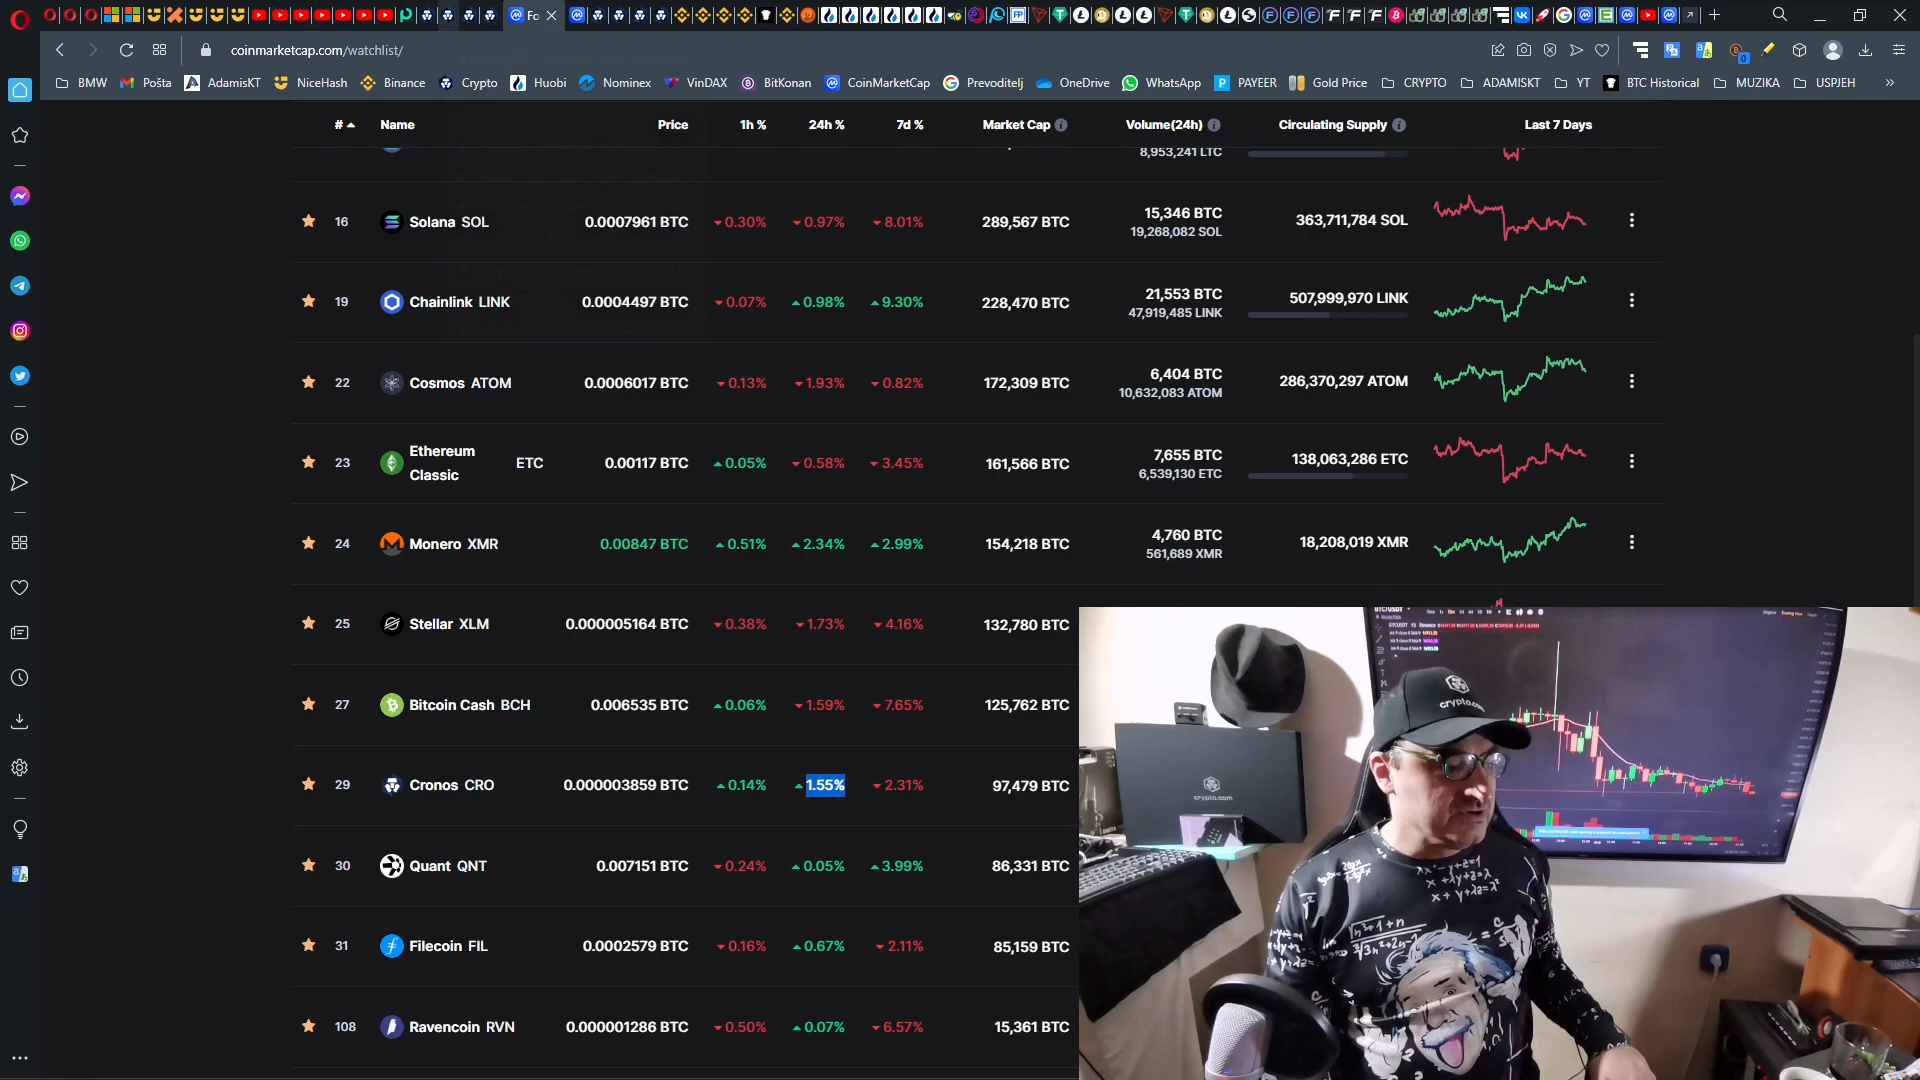 Fo
coinmarketcap.com/watchlist/
BMW Pošta AdamisKT NiceHash Binance Crypto Huobi Nominex VinDAX BitKonan CoinMarketCap Prevoditelj OneDrive WhatsApp PAYEER Gold Price CRYPTO ADAMISKT YT BTC Historical MUZIKA USPJEH
# Name Price 1h % 24h % 7d % Market Cap Volume(24h) Circulating Supply Last 7 Days
8,953,241 LTC
16 Solana SOL 0.0007961 BTC 0.30% 0.97% 8.01% 289,567 BTC 15,346 BTC 363,711,784 SOL
19,268,082 SOL
19 Chainlink LINK 0.0004497 BTC 0.07% 0.98% 9.30% 228,470 BTC 21,553 BTC 507,999,970 LINK
47,919,485 LINK
22 Cosmos ATOM 0.0006017 BTC 0.13% 1.93% 0.82% 172,309 BTC 6,404 BTC 286,370,297 ATOM
10,632,083 ATOM
23 Ethereum Classic ETC 0.00117 BTC 0.05% 0.58% 3.45% 161,566 BTC 7,655 BTC 138,063,286 ETC
6,539,130 ETC
24 Monero XMR 0.00847 BTC 0.51% 2.34% 2.99% 154,218 BTC 4,760 BTC 18,208,019 XMR
561,689 XMR
25 Stellar XLM 0.000005164 BTC 0.38% 1.73% 4.16% 132,780 BTC
27 Bitcoin Cash BCH 0.006535 BTC 0.06% 1.59% 7.65% 125,762 BTC
29 Cronos CRO 0.000003859 BTC 0.14% 1.55% 2.31% 97,479 BTC
30 Quant QNT 0.007151 BTC 0.24% 0.05% 3.99% 86,331 BTC
31 Filecoin FIL 0.0002579 BTC 0.16% 0.67% 2.11% 85,159 BTC
108 Ravencoin RVN 0.000001286 BTC 0.50% 0.07% 6.57% 15,361 BTC
BTC/USDT
crypto.com
crypto.com